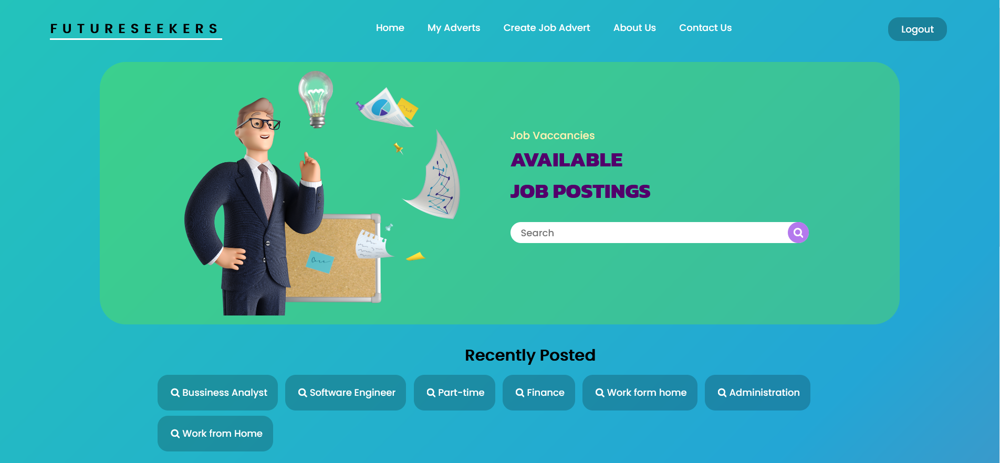 FUTURESEEKERS
Home My Adverts Create Job Advert About Us Contact Us
Logout
Job Vaccancies
AVAILABLE
JOB POSTINGS
Search
Recently Posted
Bussiness Analyst Software Engineer Part-time Finance Work form home Administration
Work from Home